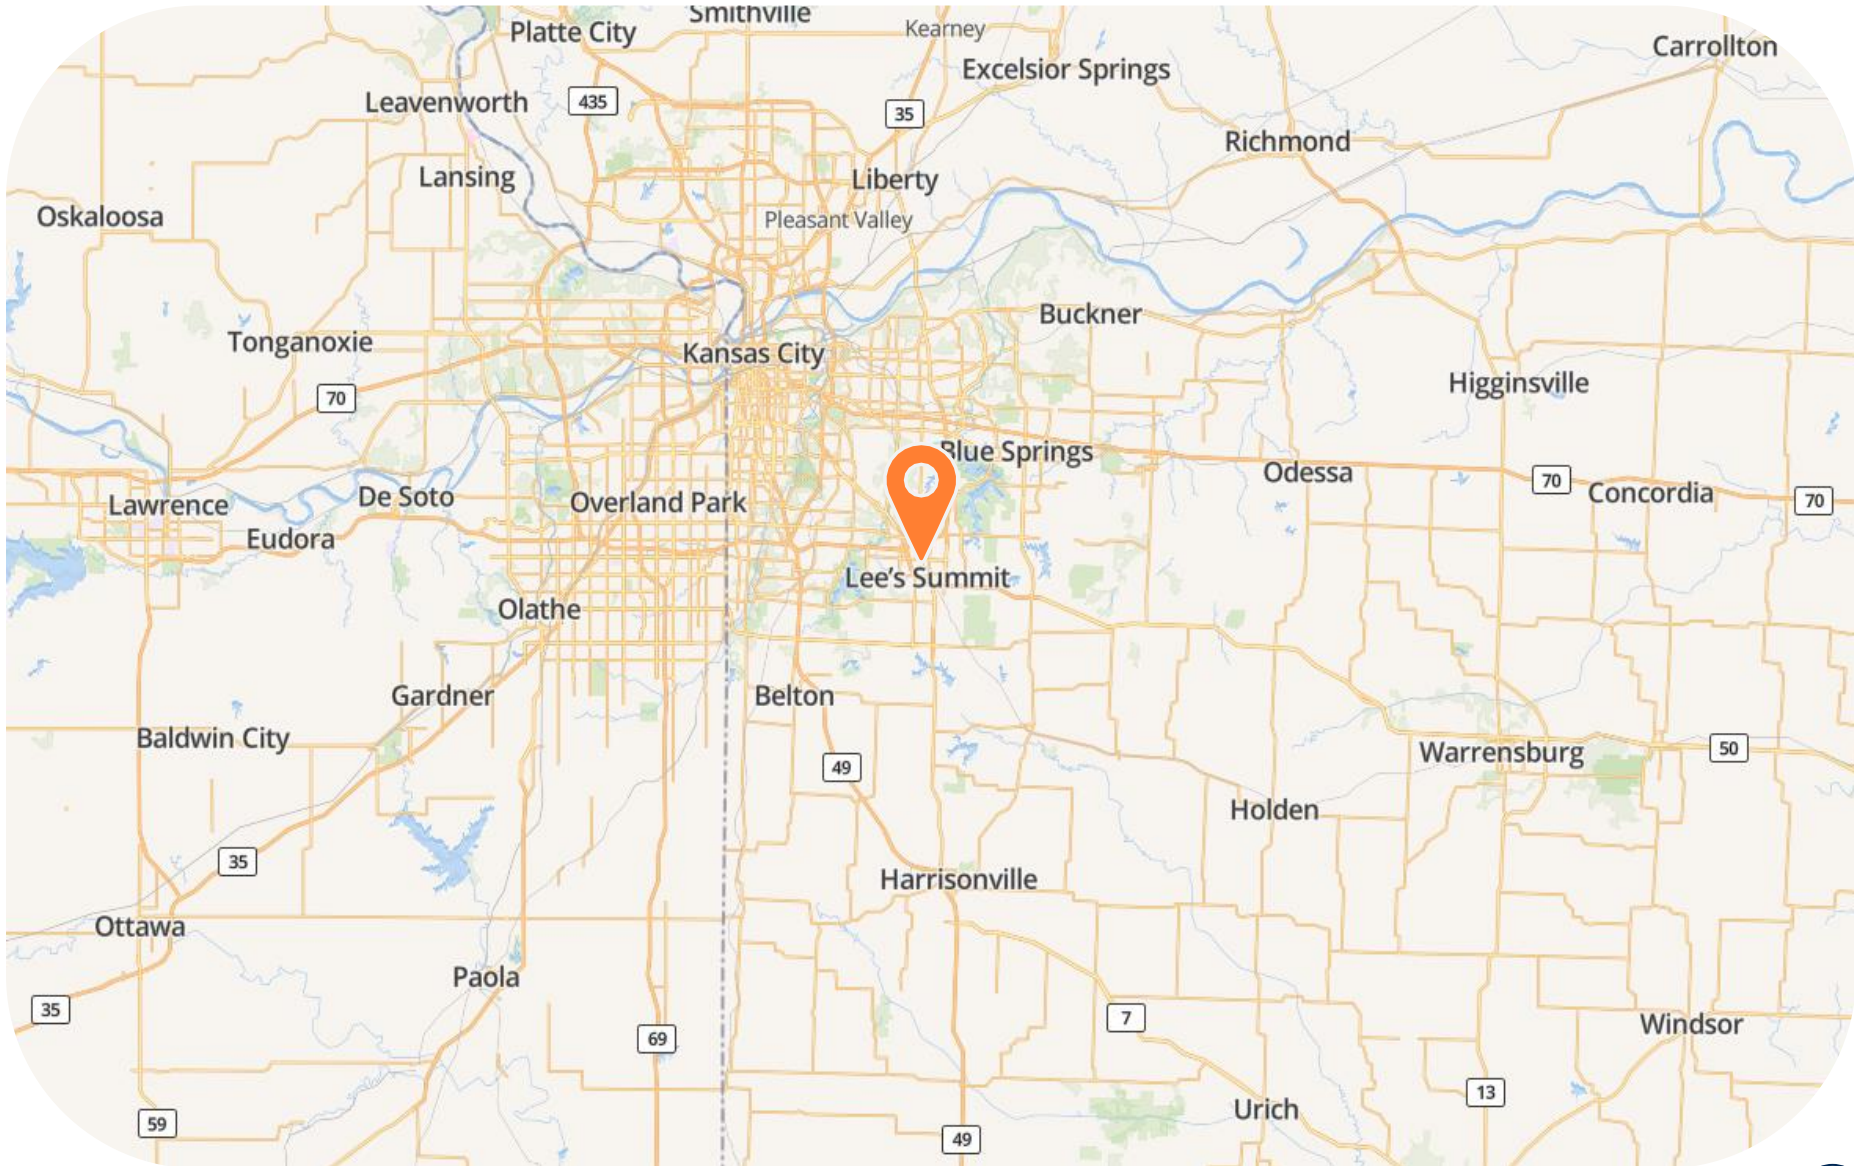 Smithville
Platte City
Kearney
Carrollton
Excelsior Springs
Leavenworth
435
35
Richmond
Lansing
Liberty
Oskaloosa
Pleasant Valley
Buckner
Tonganoxie
Kansas City
Higginsville
70
Blue Springs
Odessa
70
Concordia
70
Lawrence
De Soto
Overland Park
Eudora
Lee's Summit
Olathe
Gardner
Belton
Baldwin City
Warrensburg
50
49
Holden
35
Harrisonville
Ottawa
Paola
35
7
Windsor
69
13
Urich
59
49